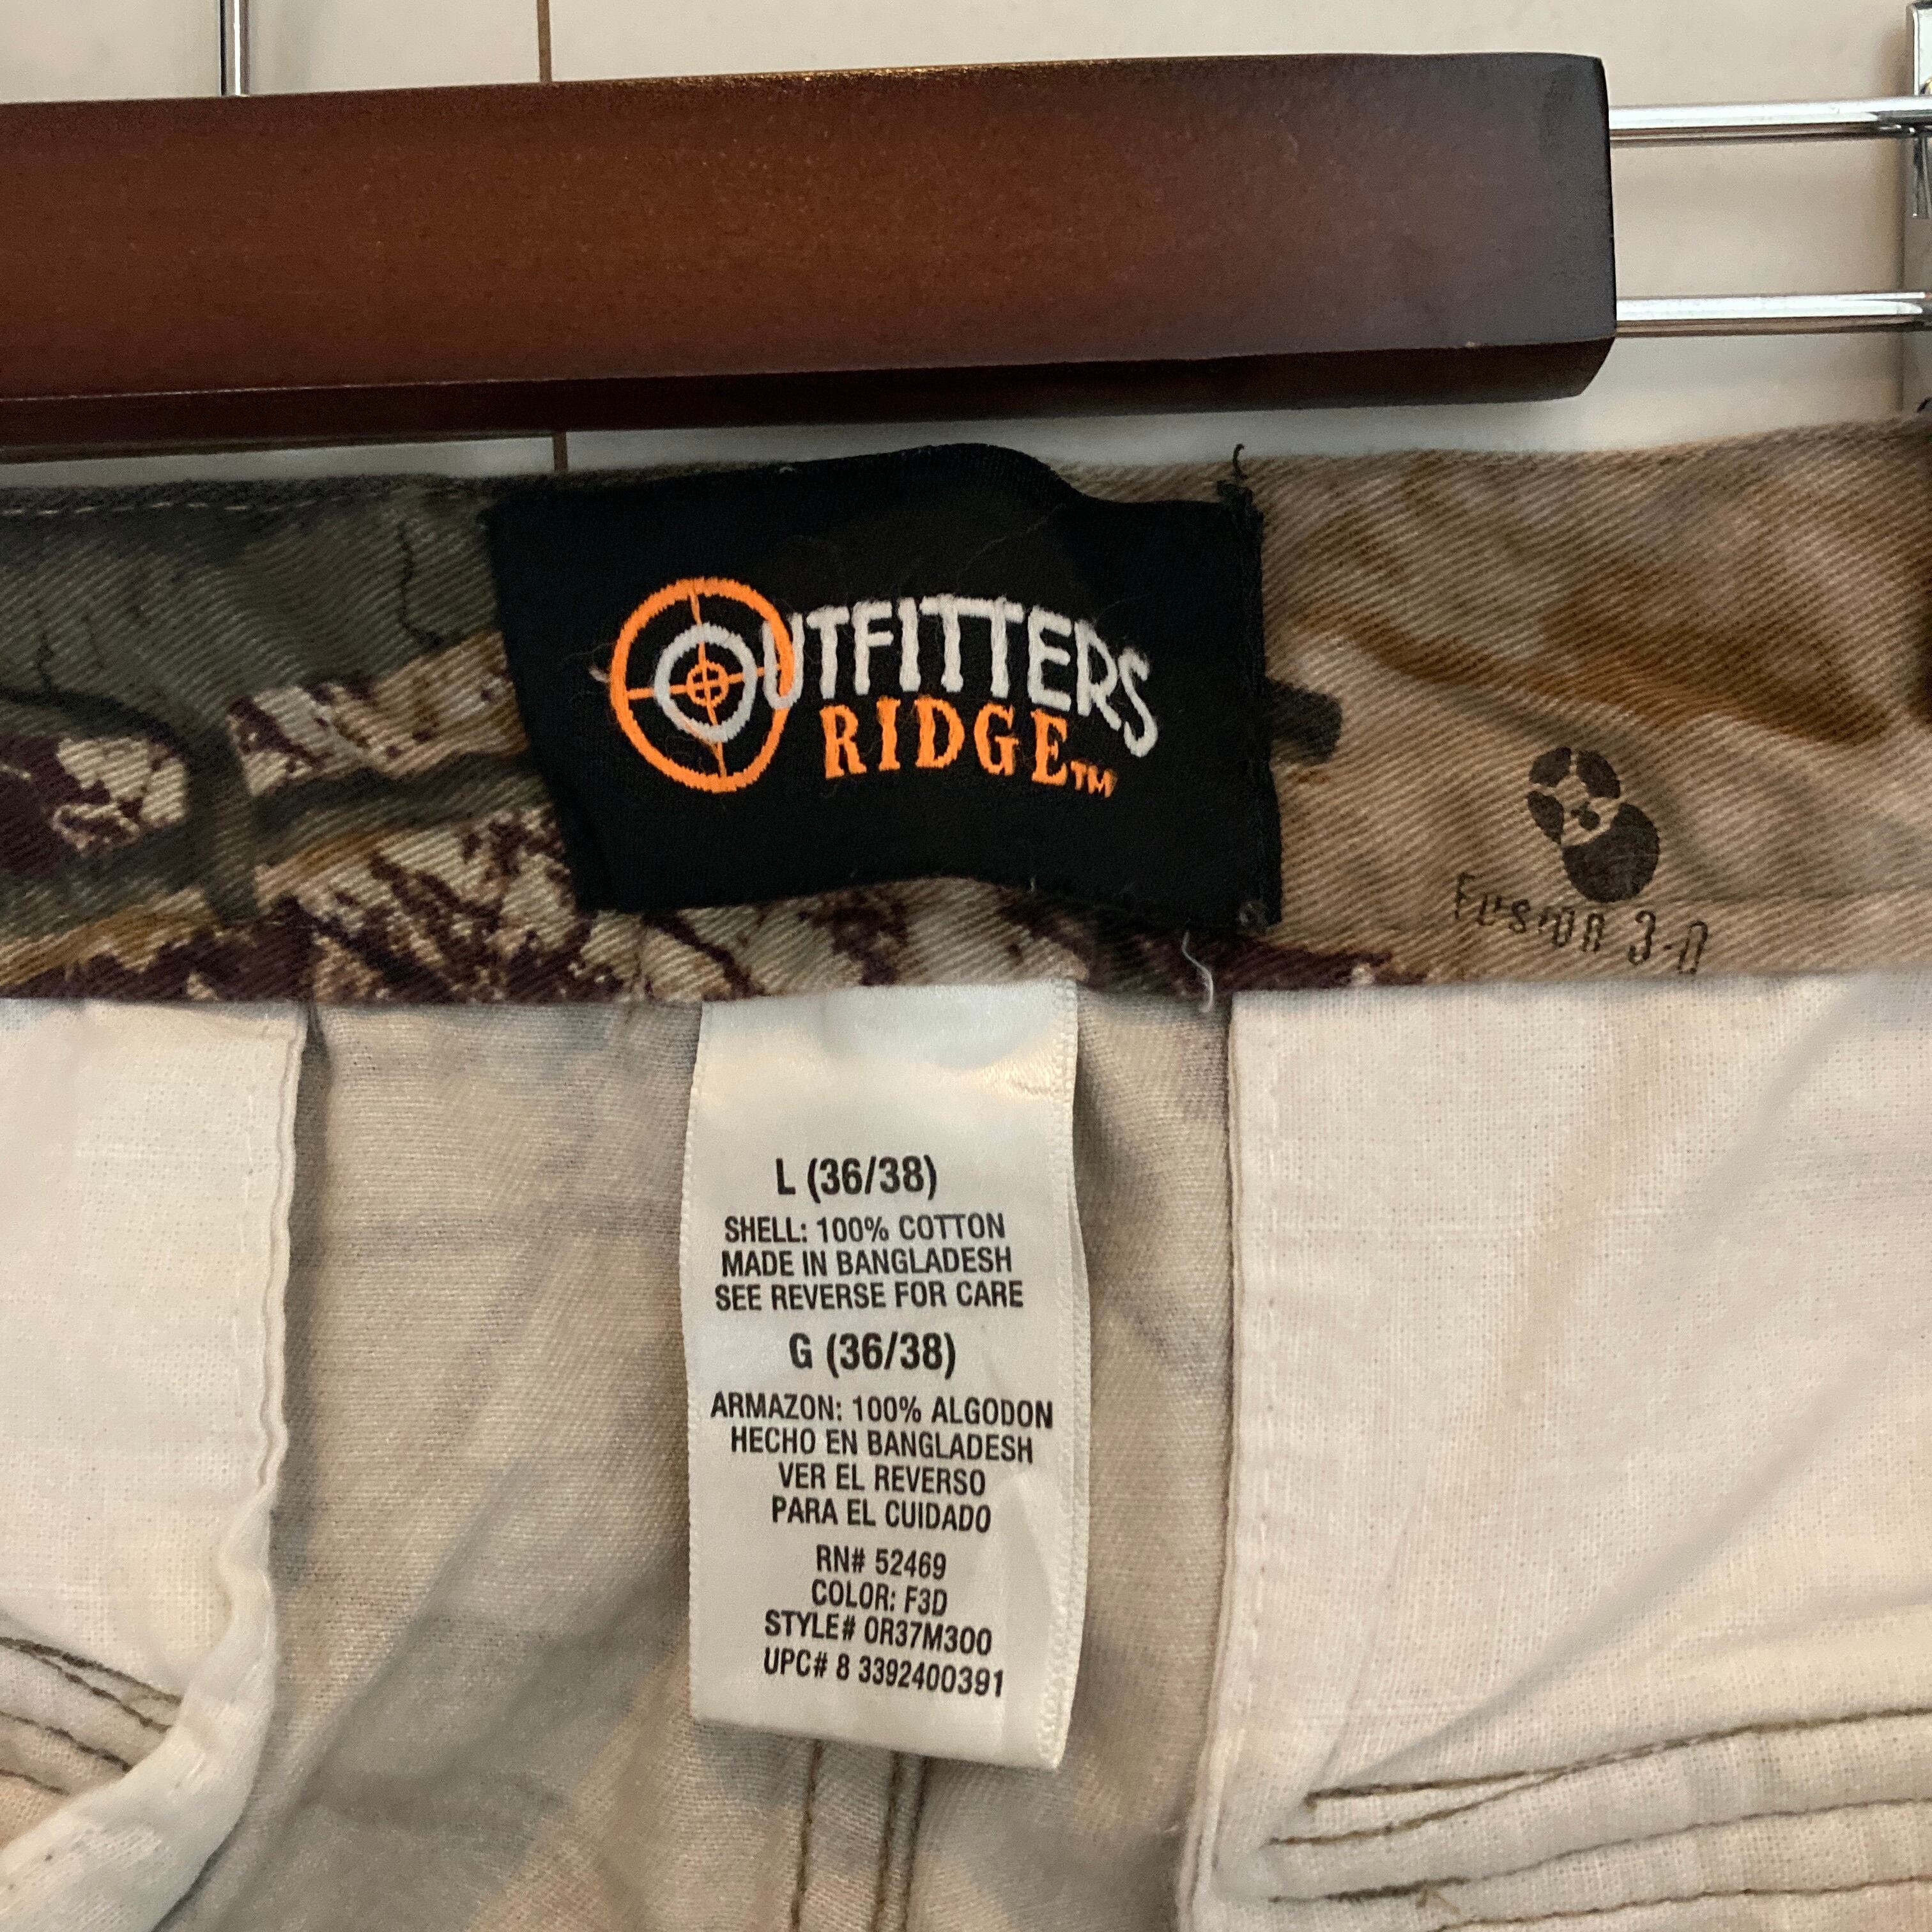 OUTFITTERS
RIDGE™
Fusion 3-D
L (36/38)
SHELL: 100% COTTON
MADE IN BANGLADESH
SEE REVERSE FOR CARE
G (36/38)
ARMAZON: 100% ALGODON
HECHO EN BANGLADESH
VER EL REVERSO
PARA EL CUIDADO
RN# 52469
COLOR: F3D
STYLE# OR37M300
UPC# 8 3392400391